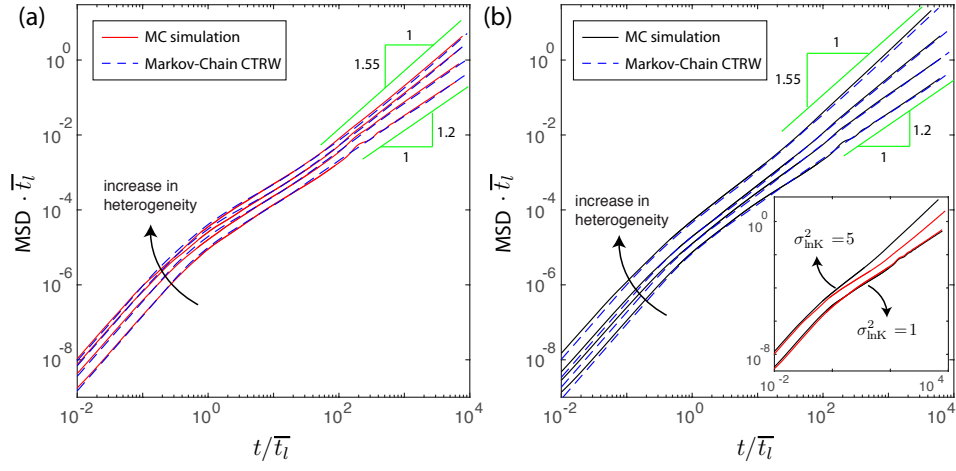 (a)
MC simulation
Markov-Chain CTRW
1
1.55
1.2
1
increase in
heterogeneity
10^0
10^-2
10^-4
10^-6
10^-8
MSD · \overline{t_l}
10^-2
10^0
10^2
10^4
t/\overline{t_l}
(b)
MC simulation
Markov-Chain CTRW
1
1.55
1.2
1
increase in
heterogeneity
10^0
10^-2
10^-4
10^-6
10^-8
MSD · \overline{t_l}
10^-2
10^0
10^2
10^4
t/\overline{t_l}
10^0
σ²_lnK =5
σ²_lnK =1
10^-8
10^-2
10^4